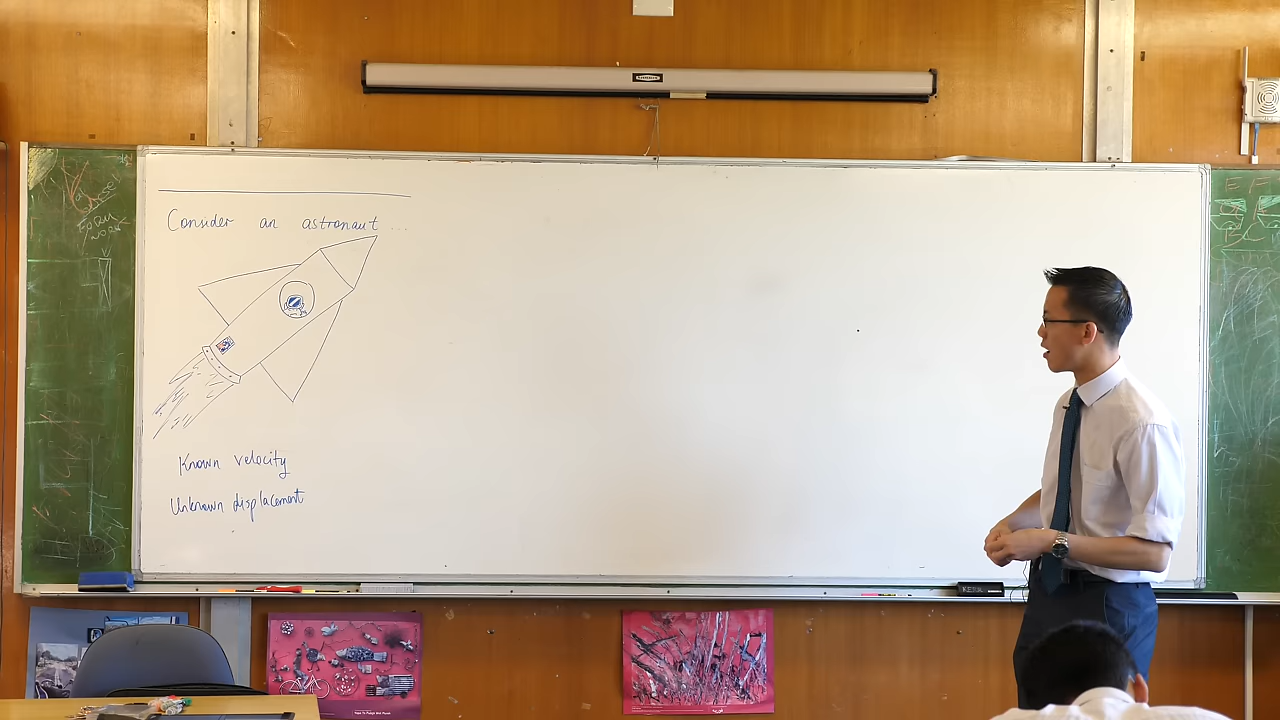 Consider an astronaut ...
Known velocity
Unknown displacement